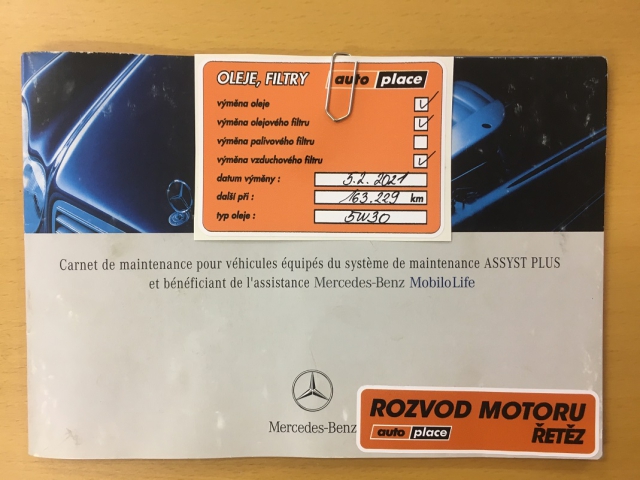 OLEJE, FILTRY auto place
výměna oleje
výměna olejového filtru
výměna palivového filtru
výměna vzduchového filtru
datum výměny : 5.2.2021
další při : 163.229 km
typ oleje : 5W30
Carnet de maintenance pour véhicules équipés du système de maintenance ASSYST PLUS
et bénéficiant de l'assistance Mercedes-Benz MobiloLife
Mercedes-Benz
ROZVOD MOTORU
auto place ŘETĚZ